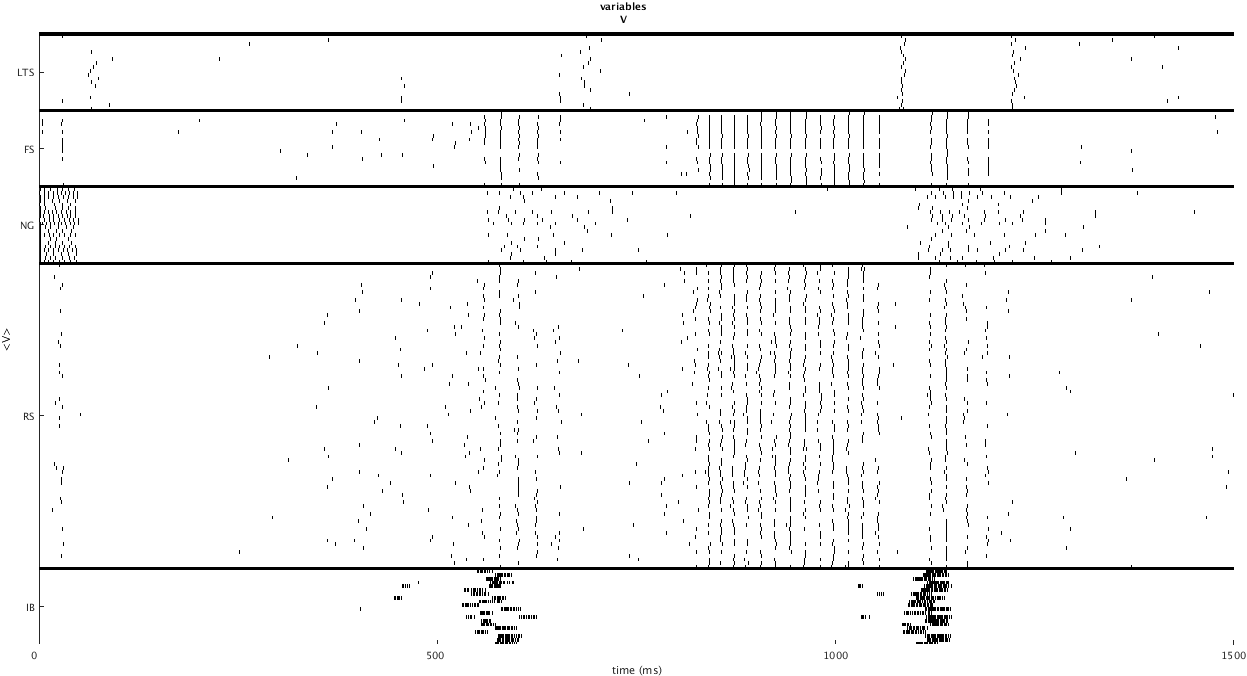 variables
V
LTS
FS
NG
<V>
RS
IB
0 500 1000 1500
time (ms)